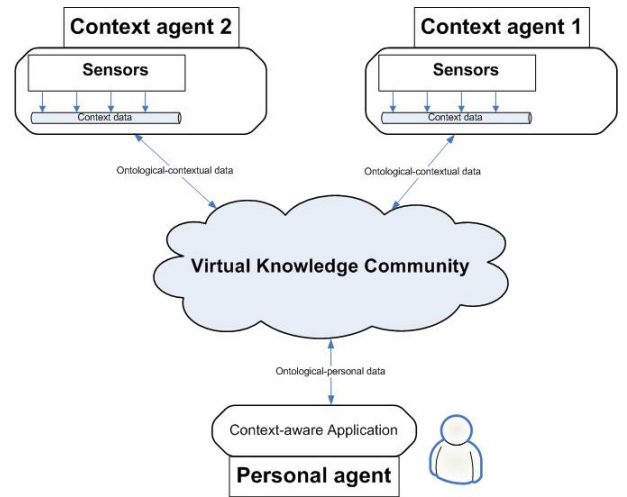 Context agent 2
Context agent 1
Sensors
Sensors
Context data
Context data
Ontological-contextual data
Ontological-contextual data
Virtual Knowledge Community
Ontological-personal data
Context-aware Application
Personal agent